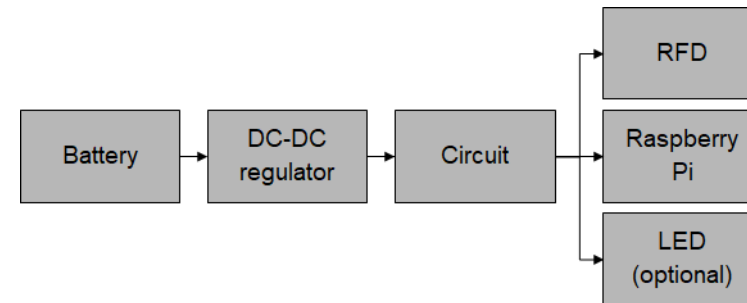 RFD
Battery
DC-DC
regulator
Circuit
Raspberry
Pi
LED
(optional)